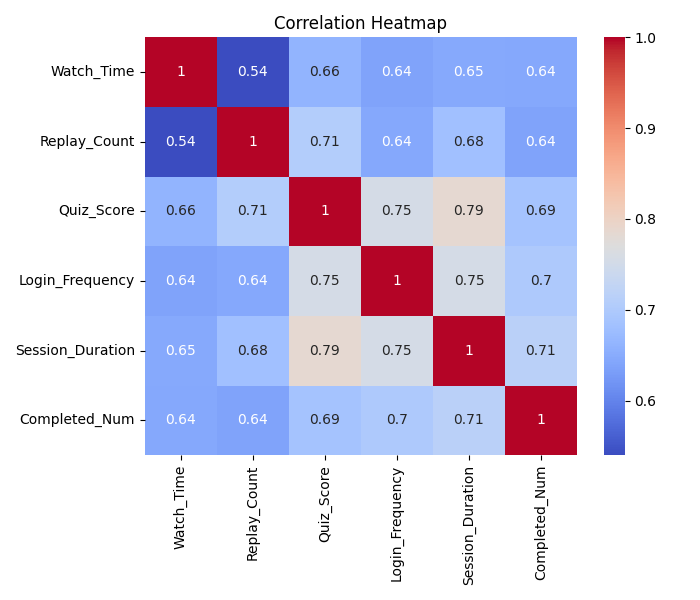 Correlation Heatmap
Watch_Time 1 0.54 0.66 0.64 0.65 0.64
Replay_Count 0.54 1 0.71 0.64 0.68 0.64
Quiz_Score 0.66 0.71 1 0.75 0.79 0.69
Login_Frequency 0.64 0.64 0.75 1 0.75 0.7
Session_Duration 0.65 0.68 0.79 0.75 1 0.71
Completed_Num 0.64 0.64 0.69 0.7 0.71 1
Watch_Time
Replay_Count
Quiz_Score
Login_Frequency
Session_Duration
Completed_Num
1.0
0.9
0.8
0.7
0.6